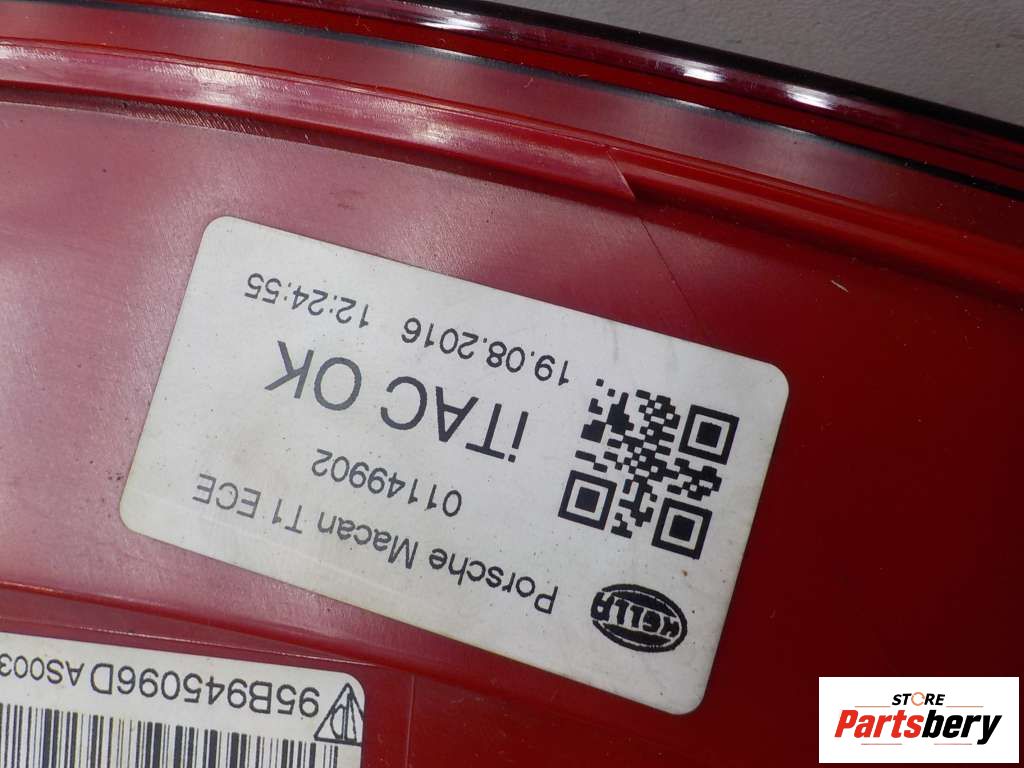 HELLA
Porsche Macan T1 ECE
01149902
iTAC OK
19.08.2016 12:24:55
95B945096D AS003
STORE
Partsbery